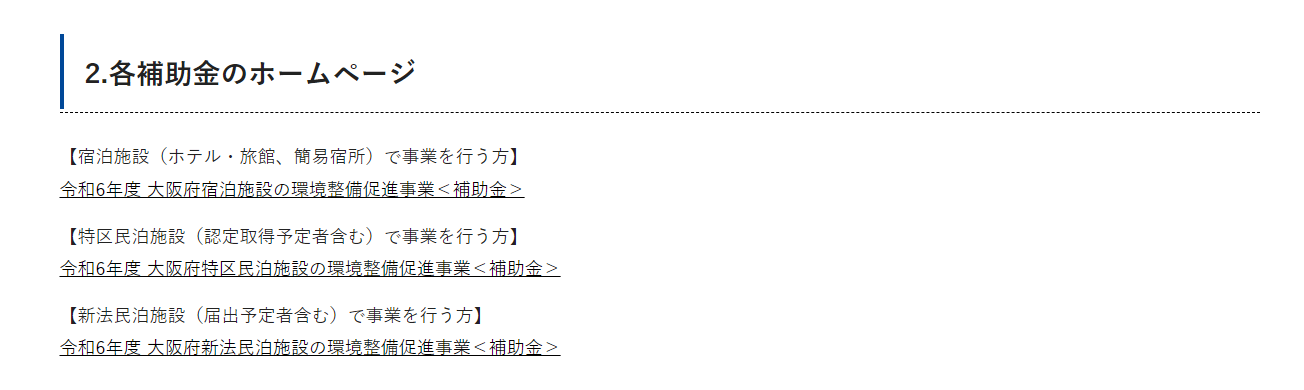 2.各補助金のホームページ
【宿泊施設（ホテル・旅館、簡易宿所）で事業を行う方】
令和6年度 大阪府宿泊施設の環境整備促進事業＜補助金＞
【特区民泊施設（認定取得予定者含む）で事業を行う方】
令和6年度 大阪府特区民泊施設の環境整備促進事業＜補助金＞
【新法民泊施設（届出予定者含む）で事業を行う方】
令和6年度 大阪府新法民泊施設の環境整備促進事業＜補助金＞